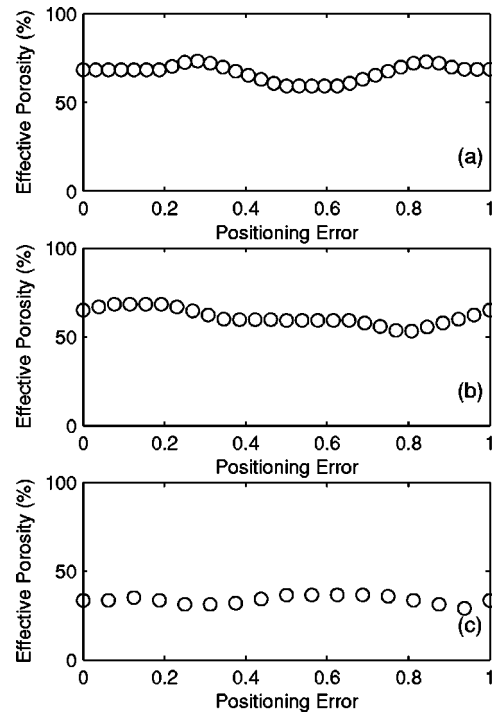 100
50
0
Effective Porosity (%)
(a)
0 0.2 0.4 0.6 0.8 1
Positioning Error
100
50
0
Effective Porosity (%)
(b)
0 0.2 0.4 0.6 0.8 1
Positioning Error
100
50
0
Effective Porosity (%)
(c)
0 0.2 0.4 0.6 0.8 1
Positioning Error